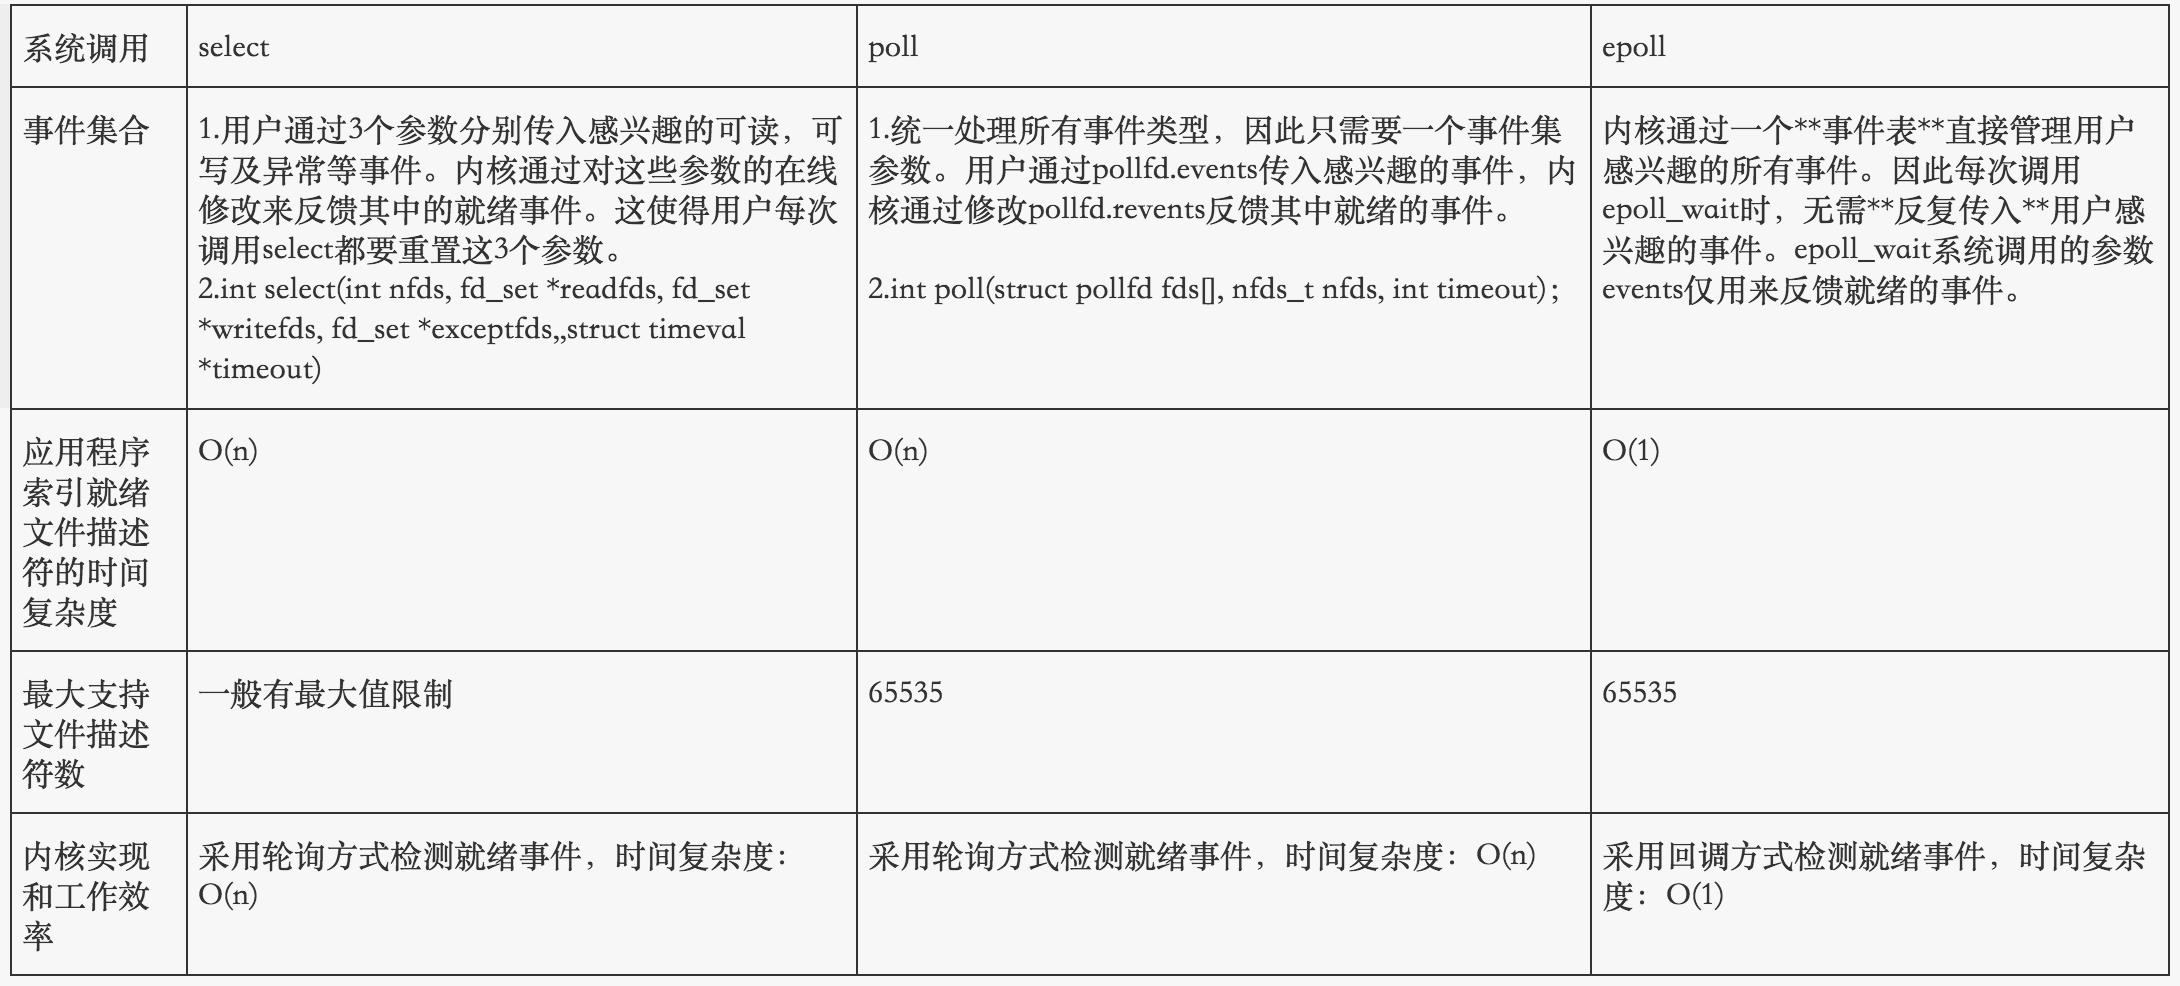 系统调用
select
poll
epoll
事件集合
1.用户通过3个参数分别传入感兴趣的可读，可
写及异常等事件。内核通过对这些参数的在线
修改来反馈其中的就绪事件。这使得用户每次
调用select都要重置这3个参数。
2.int select(int nfds, fd_set *readfds, fd_set
*writefds, fd_set *exceptfds,,struct timeval
*timeout)
1.统一处理所有事件类型，因此只需要一个事件集
参数。用户通过pollfd.events传入感兴趣的事件，内
核通过修改pollfd.revents反馈其中就绪的事件。
2.int poll(struct pollfd fds[], nfds_t nfds, int timeout)；
内核通过一个**事件表**直接管理用户
感兴趣的所有事件。因此每次调用
epoll_wait时，无需**反复传入**用户感
兴趣的事件。epoll_wait系统调用的参数
events仅用来反馈就绪的事件。
应用程序
索引就绪
文件描述
符的时间
复杂度
O(n)
O(n)
O(1)
最大支持
文件描述
符数
一般有最大值限制
65535
65535
内核实现
和工作效
率
采用轮询方式检测就绪事件，时间复杂度：
O(n)
采用轮询方式检测就绪事件，时间复杂度：O(n)
采用回调方式检测就绪事件，时间复杂
度：O(1)